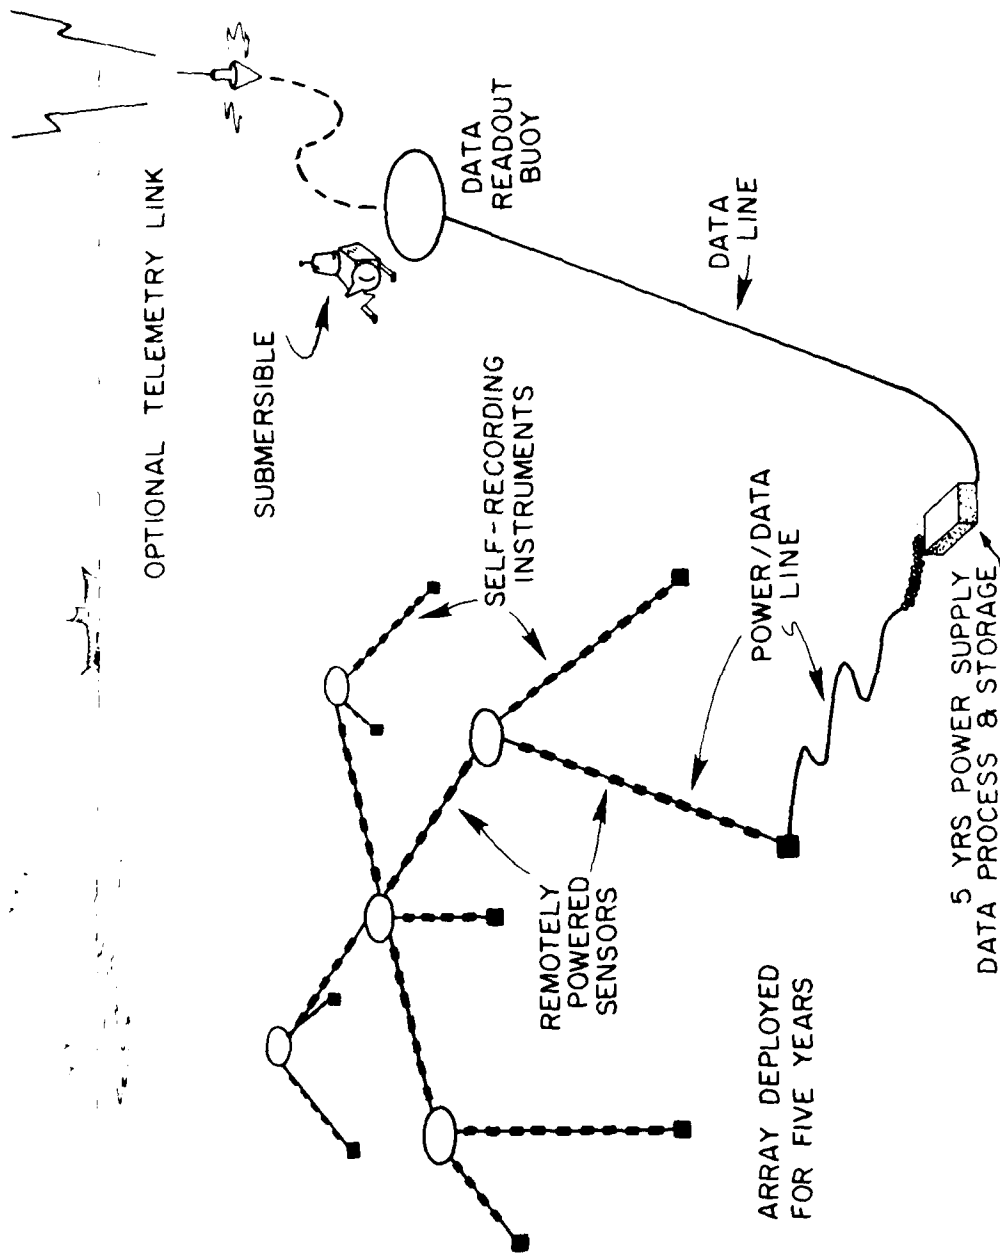 OPTIONAL TELEMETRY LINK
SUBMERSIBLE
DATA
READOUT
BUOY
SELF-RECORDING
INSTRUMENTS
DATA
LINE
REMOTELY
POWERED
SENSORS
POWER/DATA
LINE
ARRAY DEPLOYED
FOR FIVE YEARS
5 YRS POWER SUPPLY
DATA PROCESS & STORAGE